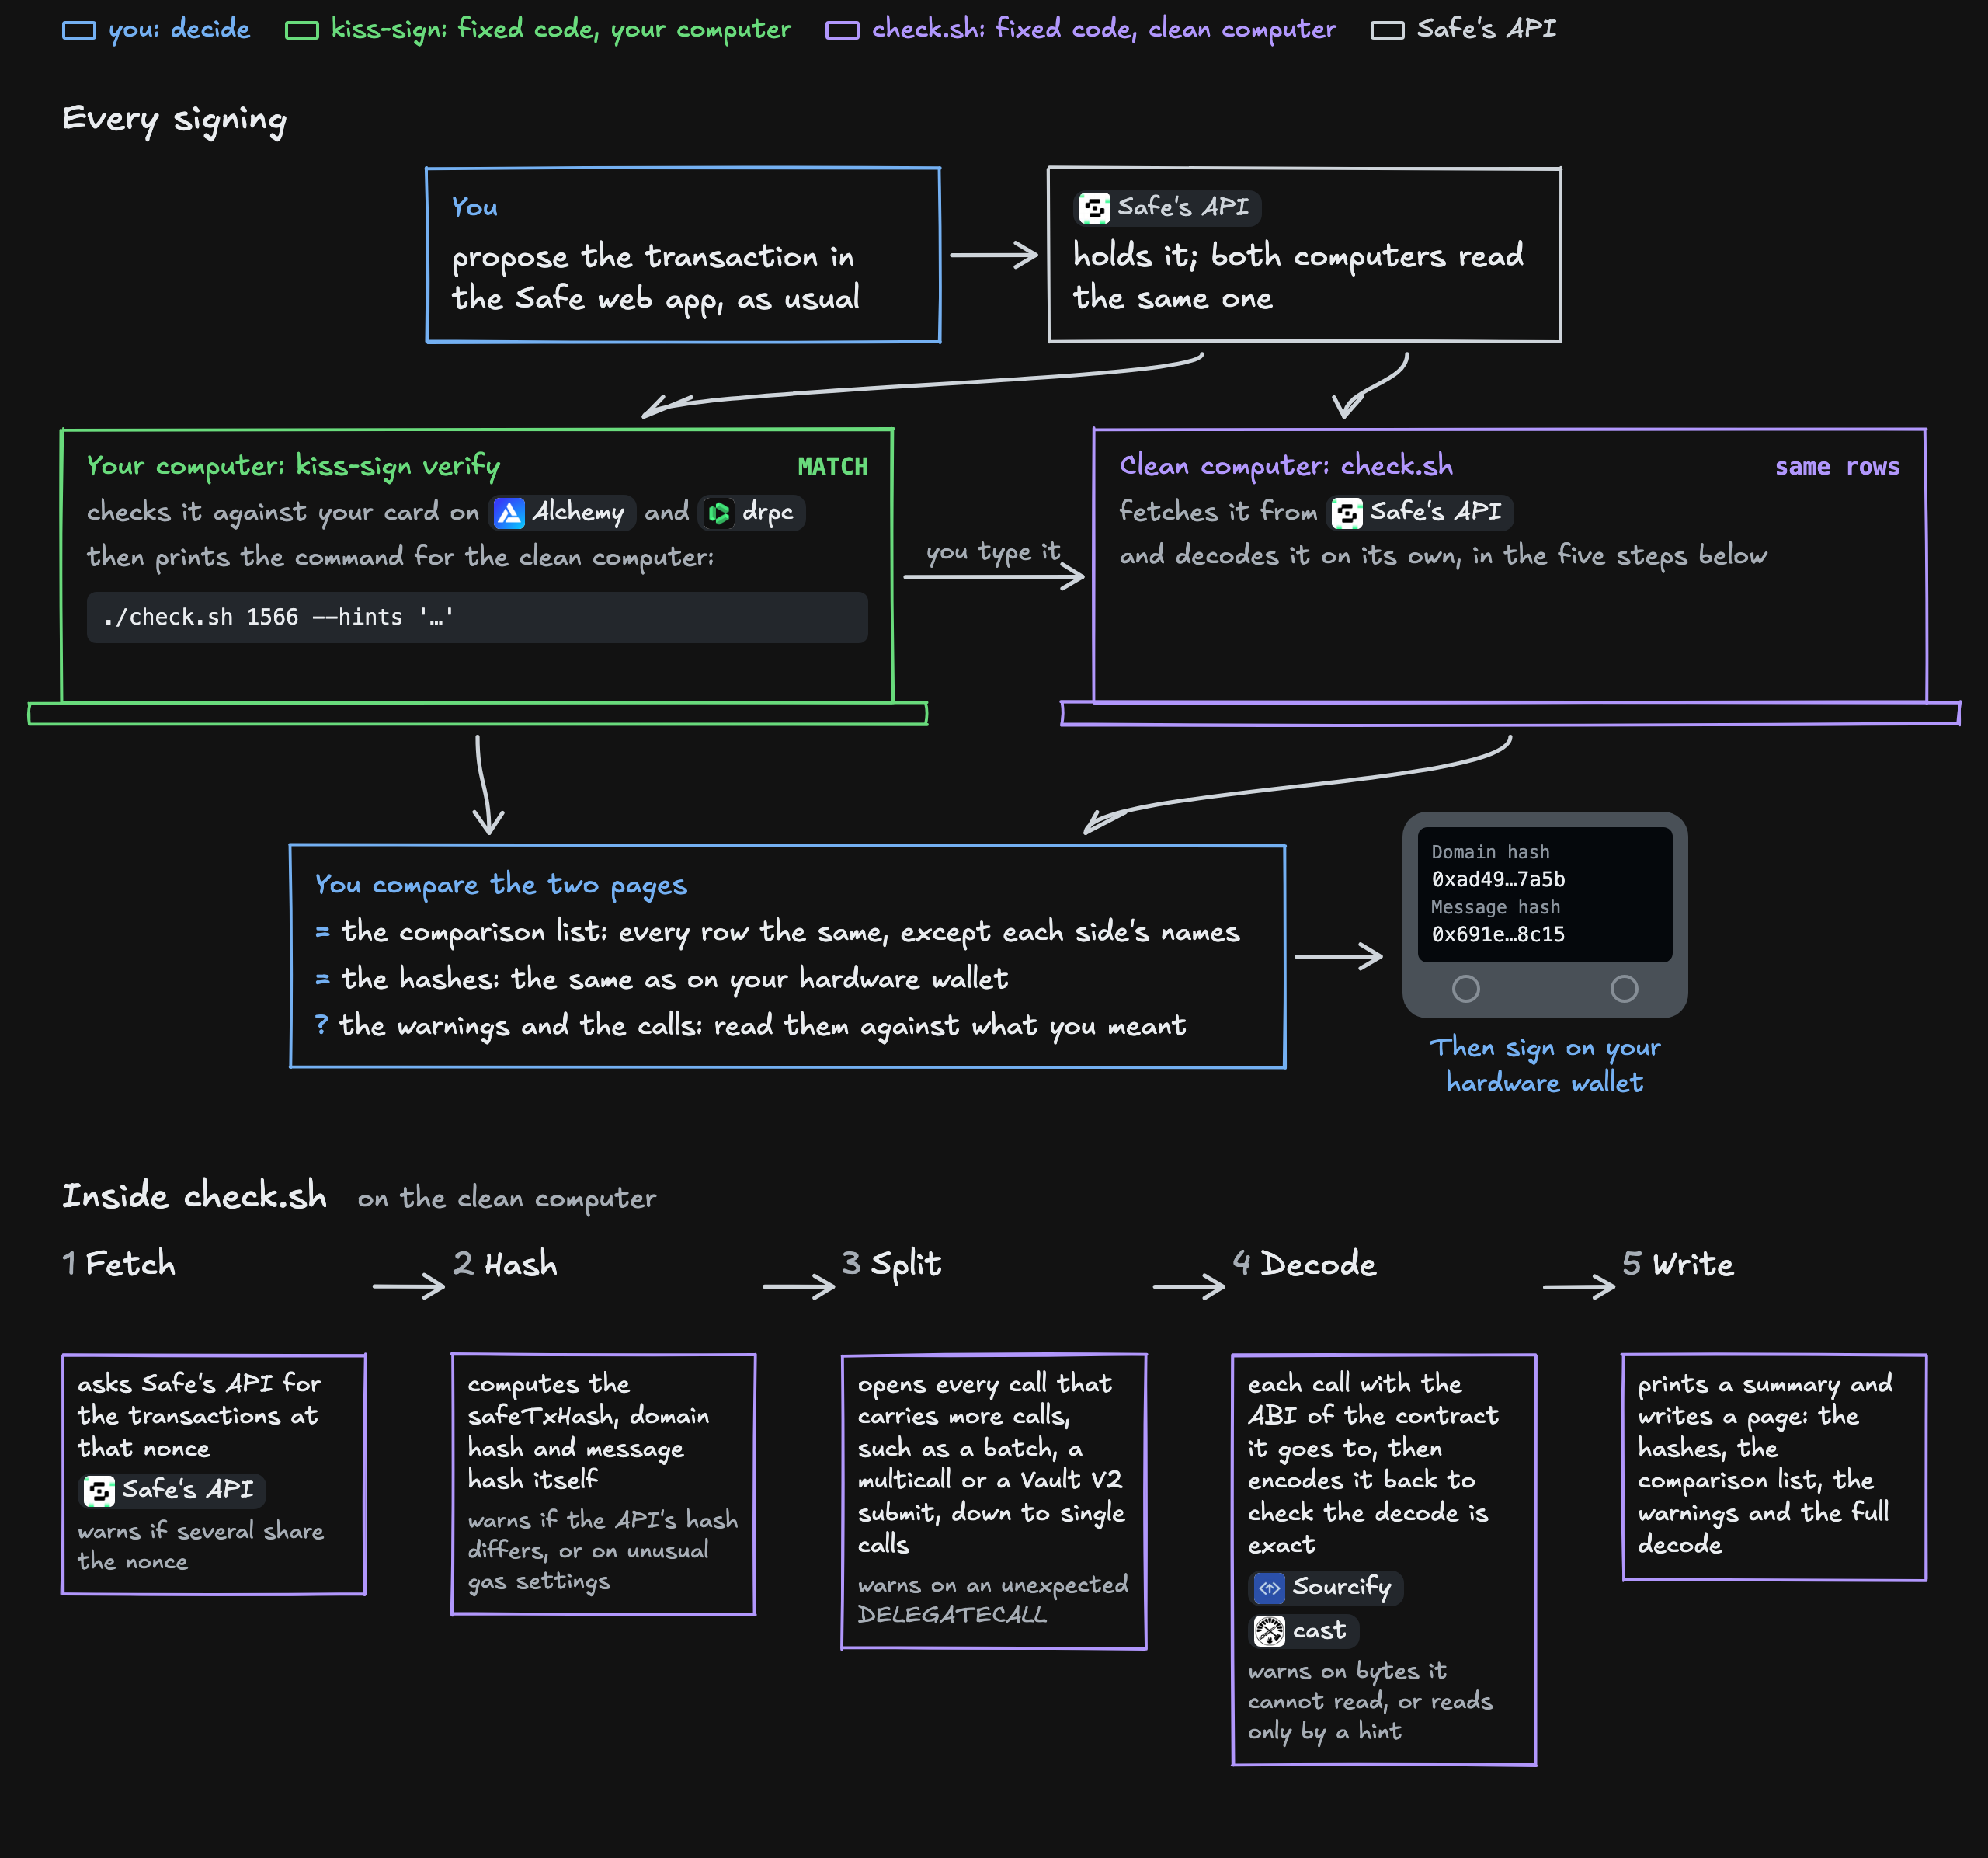 you: decide
kiss-sign: fixed code, your computer
check.sh: fixed code, clean computer
Safe's API
Every signing
You
propose the transaction in
the Safe web app, as usual
Safe's API
holds it; both computers read
the same one
Your computer: kiss-sign verify
MATCH
checks it against your card on Alchemy and drpc
then prints the command for the clean computer:
./check.sh 1566 --hints '…'
you type it
Clean computer: check.sh
same rows
fetches it from Safe's API
and decodes it on its own, in the five steps below
You compare the two pages
= the comparison list: every row the same, except each side's names
= the hashes: the same as on your hardware wallet
? the warnings and the calls: read them against what you meant
Domain hash
0xad49…7a5b
Message hash
0x691e…8c15
Then sign on your
hardware wallet
Inside check.sh on the clean computer
1 Fetch
asks Safe's API for
the transactions at
that nonce
Safe's API
warns if several share
the nonce
2 Hash
computes the
safeTxHash, domain
hash and message
hash itself
warns if the API's hash
differs, or on unusual
gas settings
3 Split
opens every call that
carries more calls,
such as a batch, a
multicall or a Vault V2
submit, down to single
calls
warns on an unexpected
DELEGATECALL
4 Decode
each call with the
ABI of the contract
it goes to, then
encodes it back to
check the decode is
exact
Sourcify
cast
warns on bytes it
cannot read, or reads
only by a hint
5 Write
prints a summary and
writes a page: the
hashes, the
comparison list, the
warnings and the full
decode